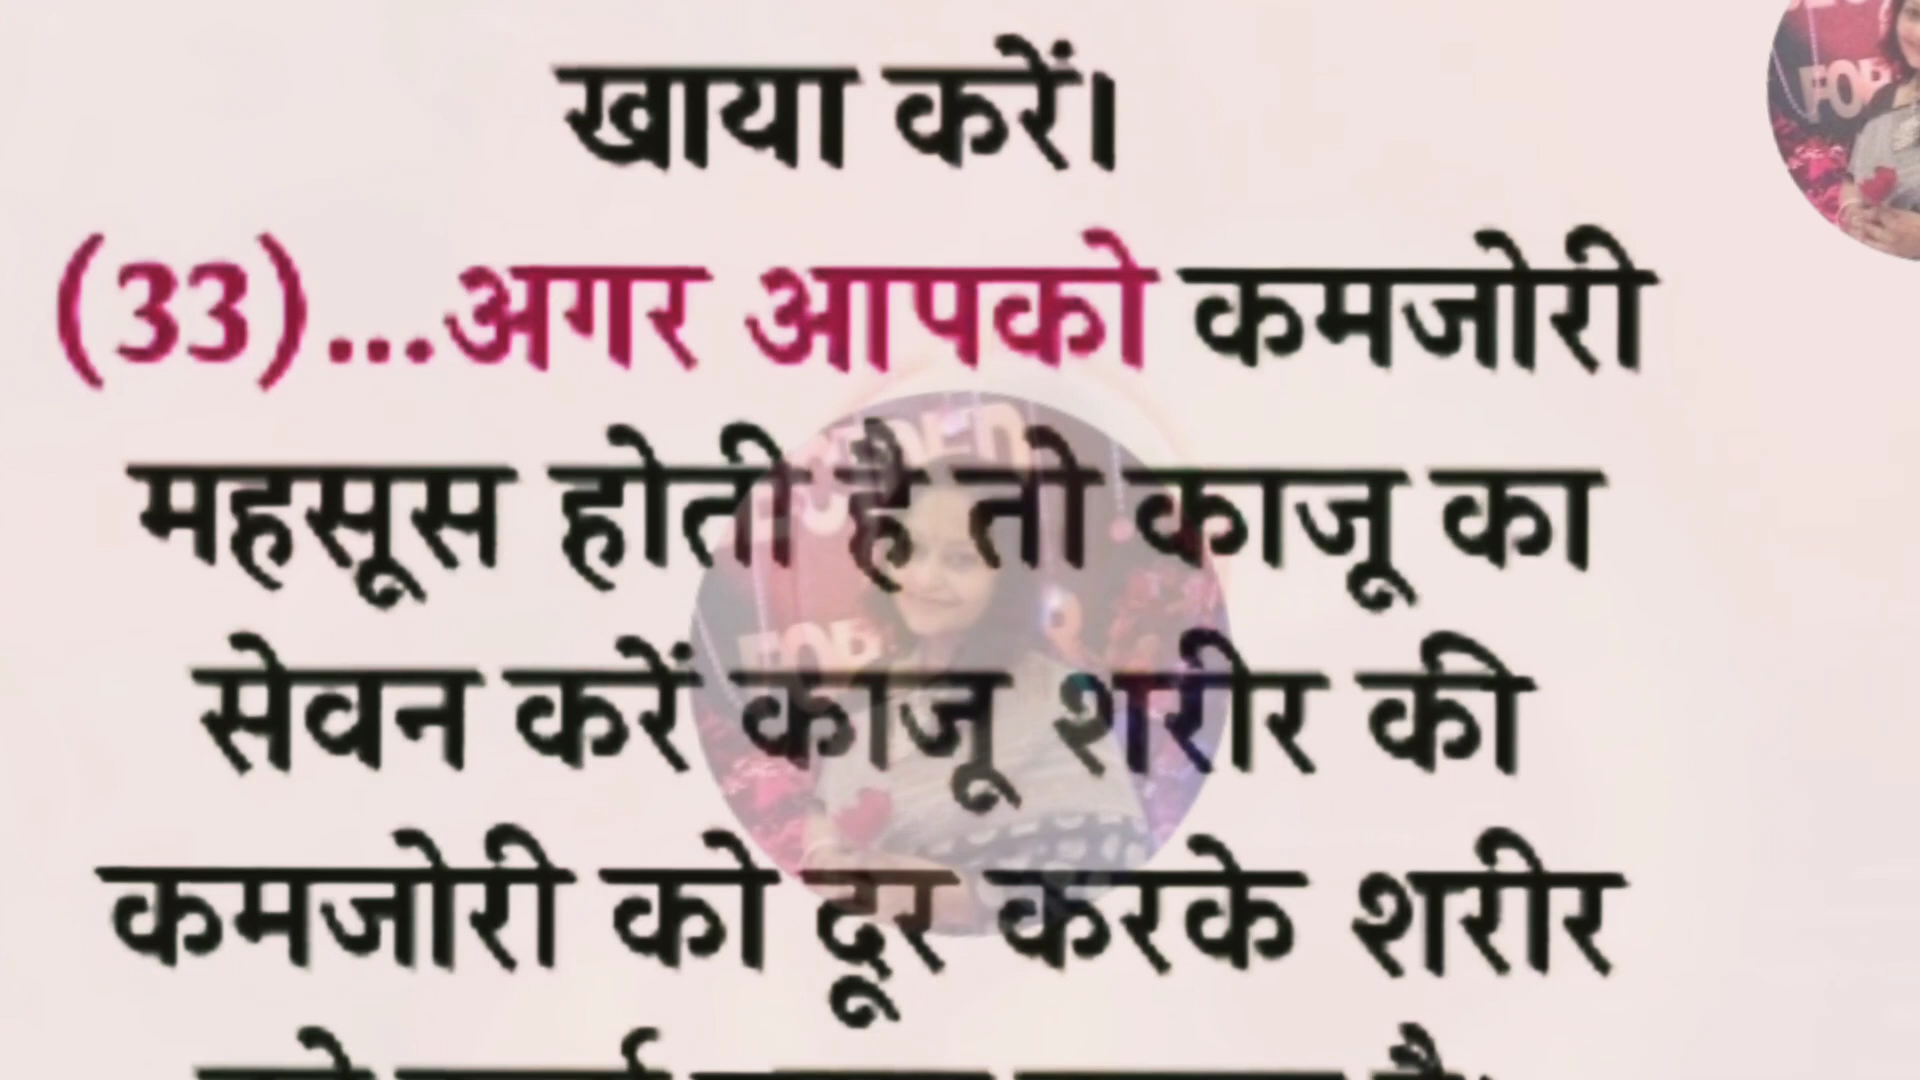 खाया करें।
(33)...अगर आपको कमजोरी
महसूस होती है तो काजू का
सेवन करें काजू शरीर की
कमजोरी को दूर करके शरीर